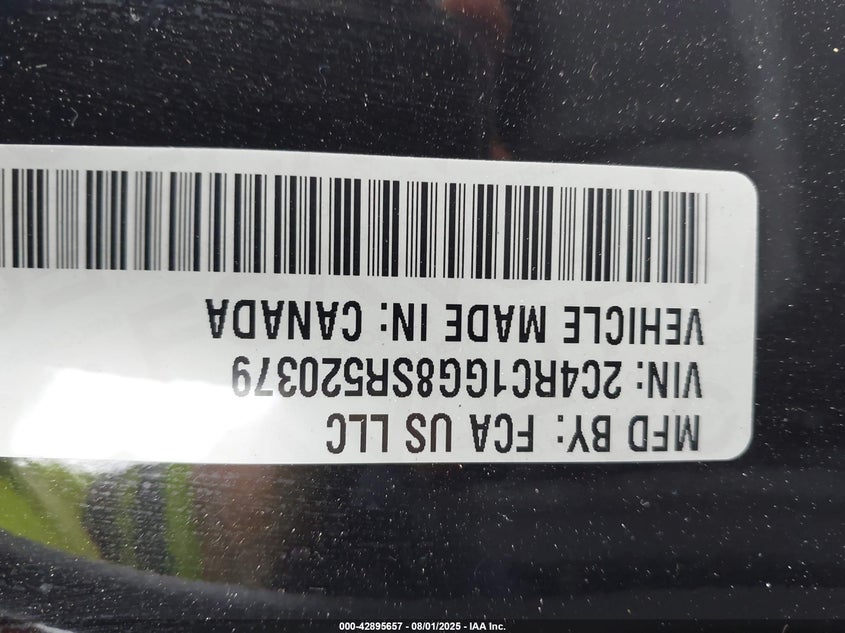 MFD BY: FCA US LLC
VIN: 2C4RC1GG8SR520379
VEHICLE MADE IN: CANADA
000-42895657 - 08/01/2025 - IAA Inc.